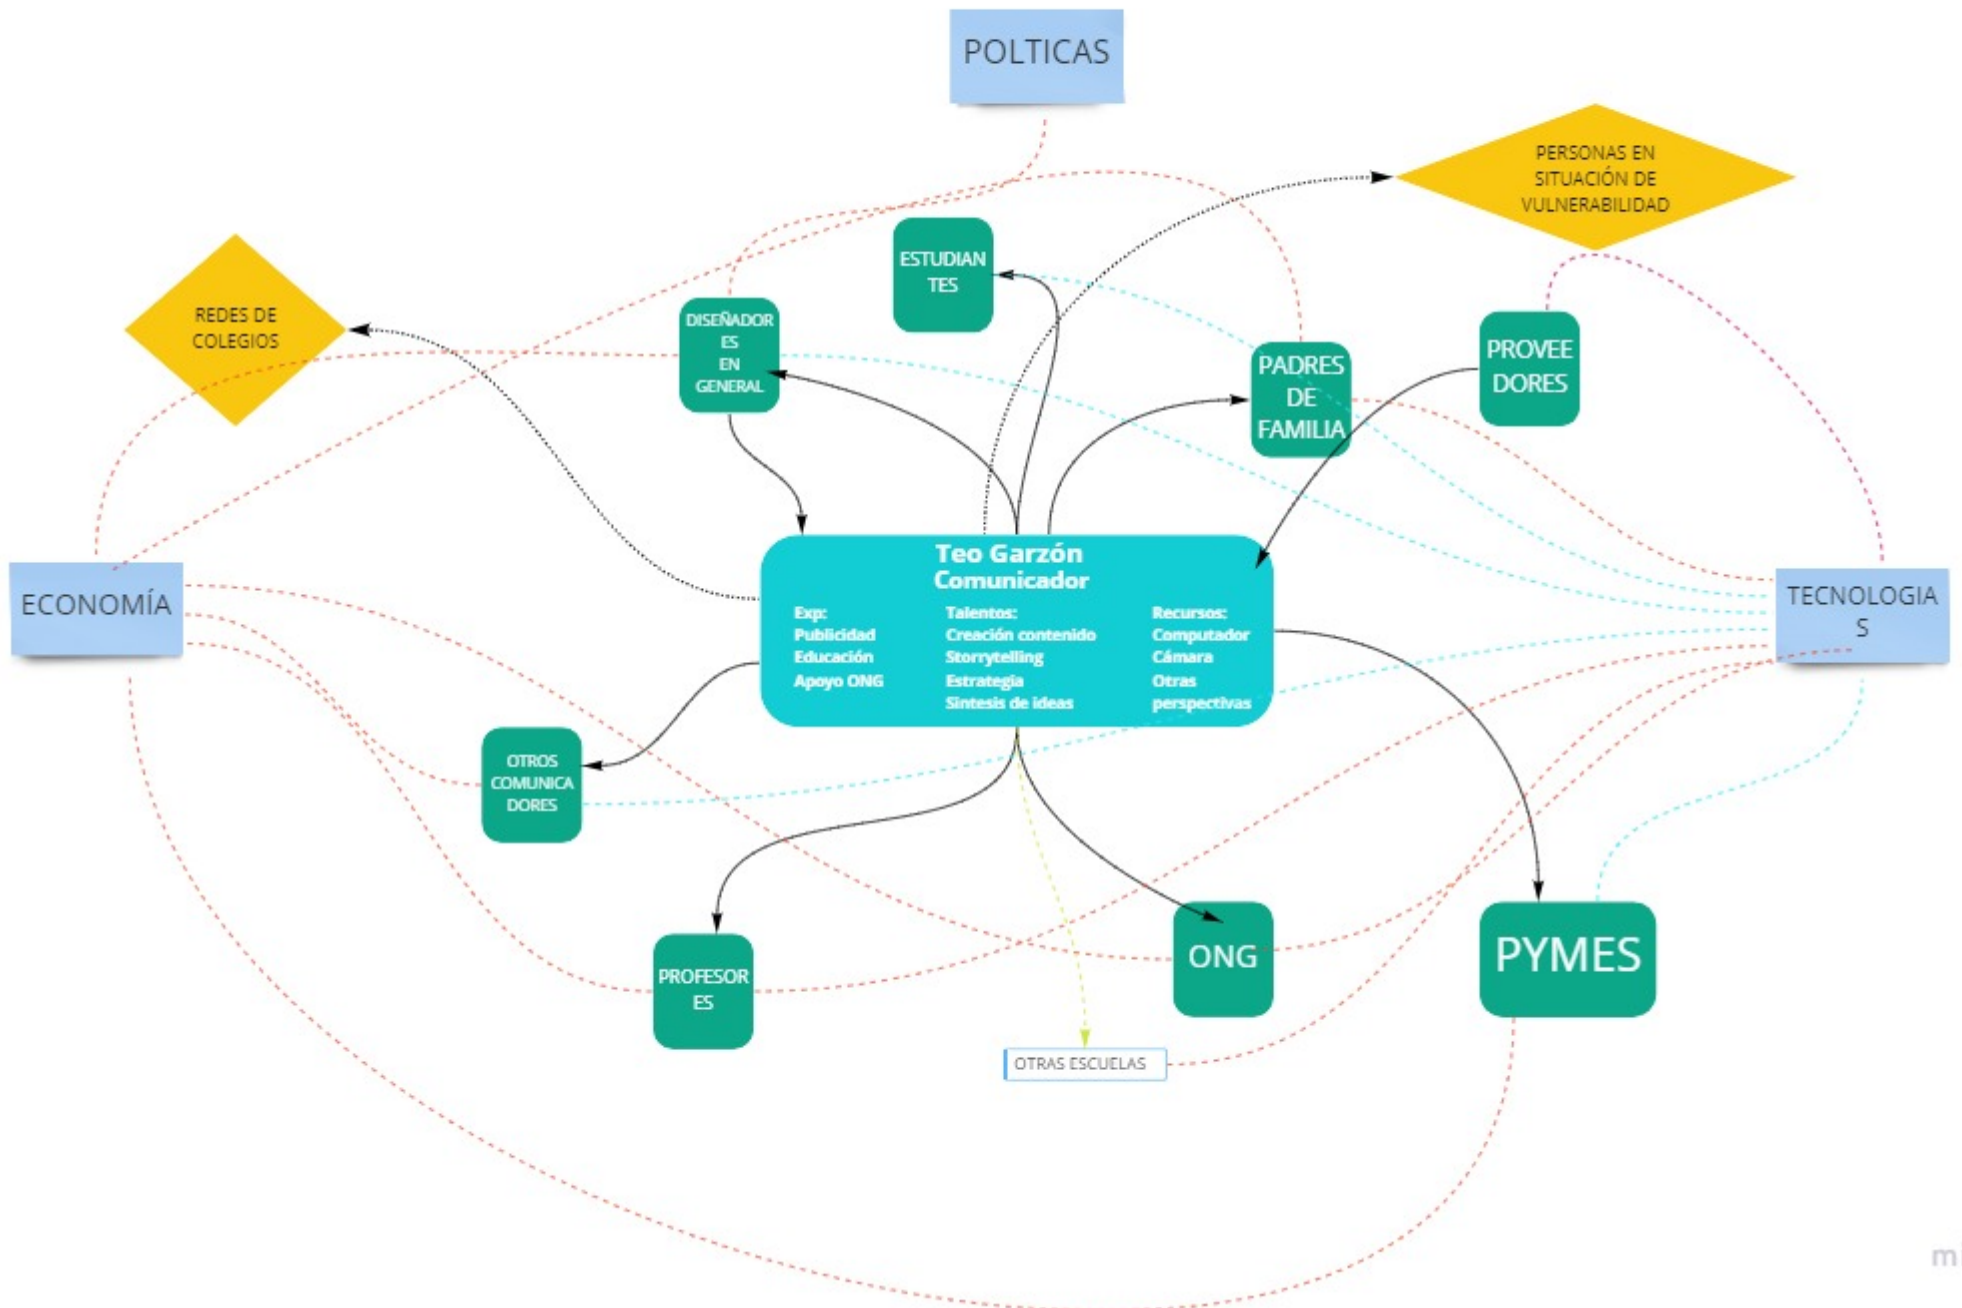 POLTICAS
PERSONAS EN
SITUACIÓN DE
VULNERABILIDAD
ESTUDIAN
TES
REDES DE
COLEGIOS
DISEÑADOR
ES
EN
GENERAL
PADRES
DE
FAMILIA
PROVEE
DORES
Teo Garzón
Comunicador
Exp:
Publicidad
Educación
Apoyo ONG
Talentos:
Creación contenido
Storrytelling
Estrategia
Sintesis de ideas
Recursos:
Computador
Cámara
Otras
perspectivas
ECONOMÍA
TECNOLOGIA
S
OTROS
COMUNICA
DORES
PROFESOR
ES
ONG
PYMES
OTRAS ESCUELAS